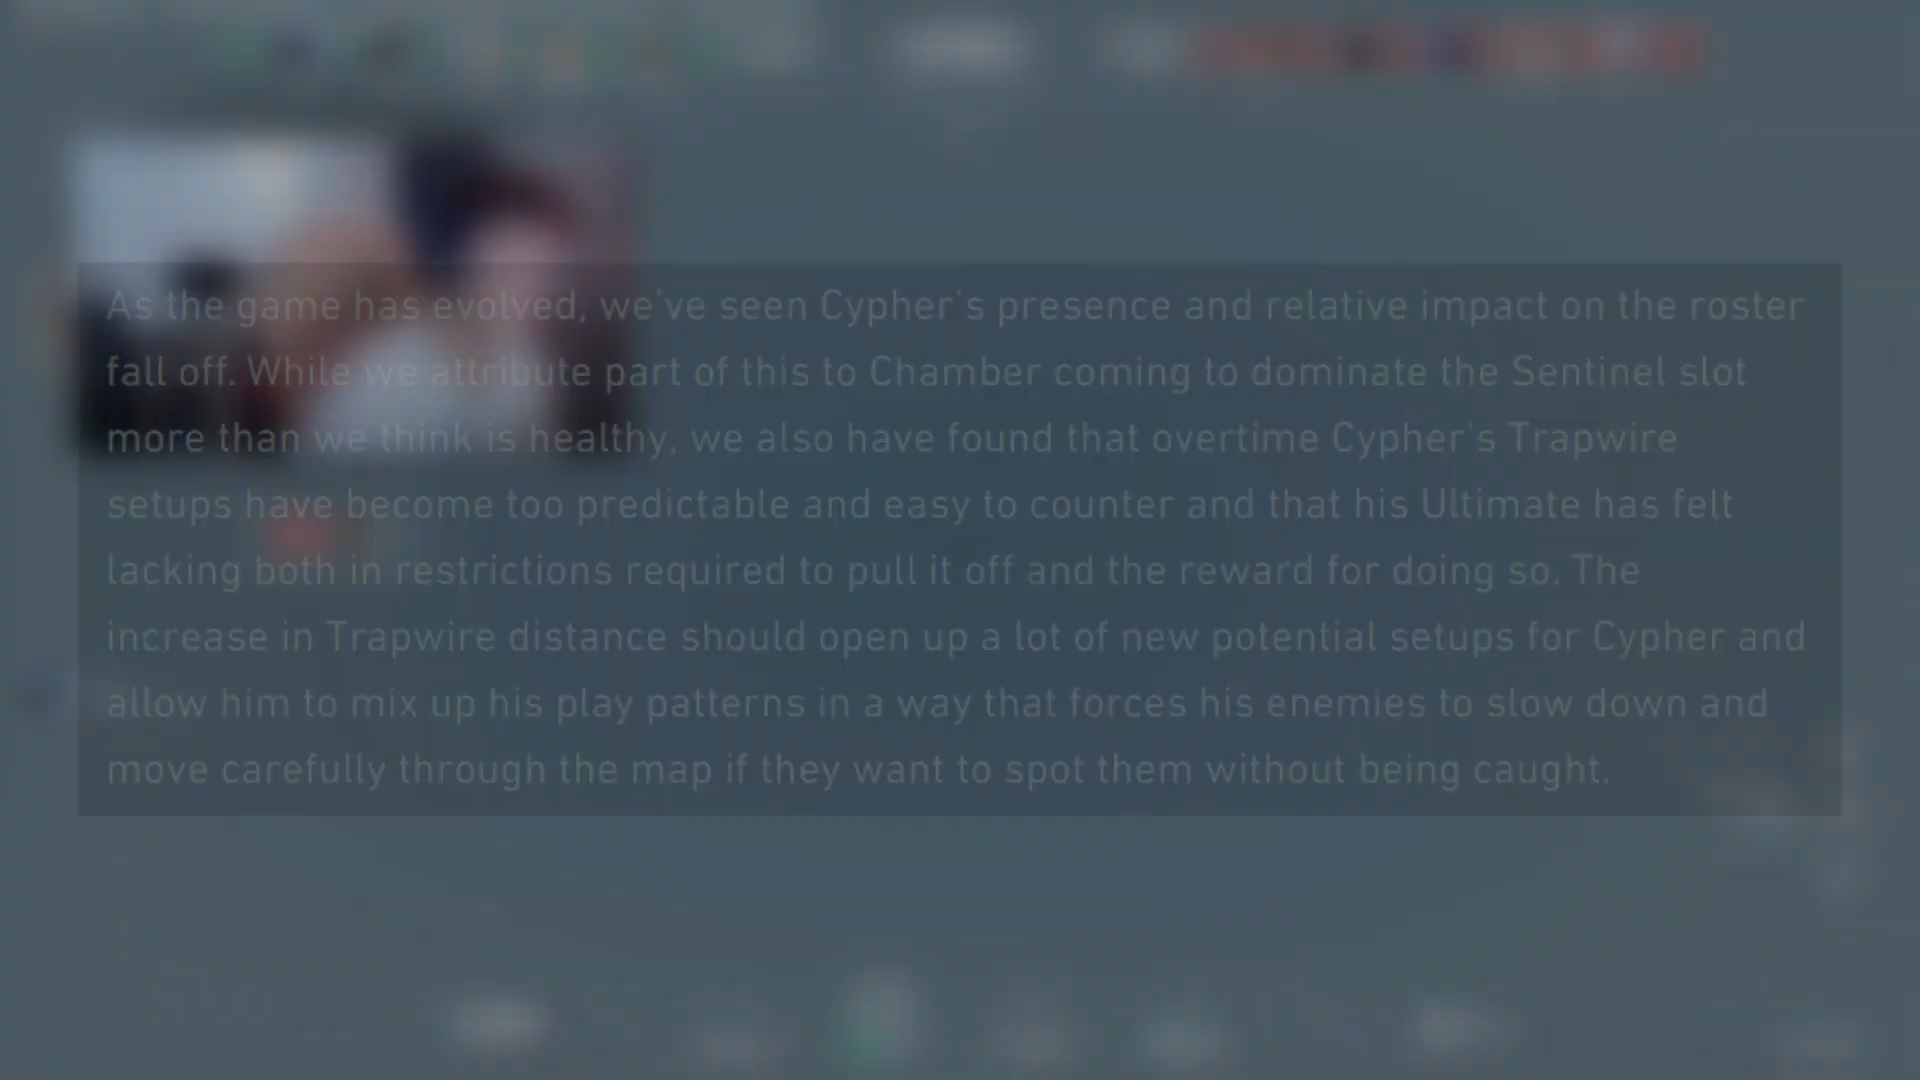 As the game has evolved, we've seen Cypher's presence and relative impact on the roster
fall off. While we attribute part of this to Chamber coming to dominate the Sentinel slot
more than we think is healthy, we also have found that overtime Cypher's Trapwire
setups have become too predictable and easy to counter and that his Ultimate has felt
lacking both in restrictions required to pull it off and the reward for doing so. The
increase in Trapwire distance should open up a lot of new potential setups for Cypher and
allow him to mix up his play patterns in a way that forces his enemies to slow down and
move carefully through the map if they want to spot them without being caught.